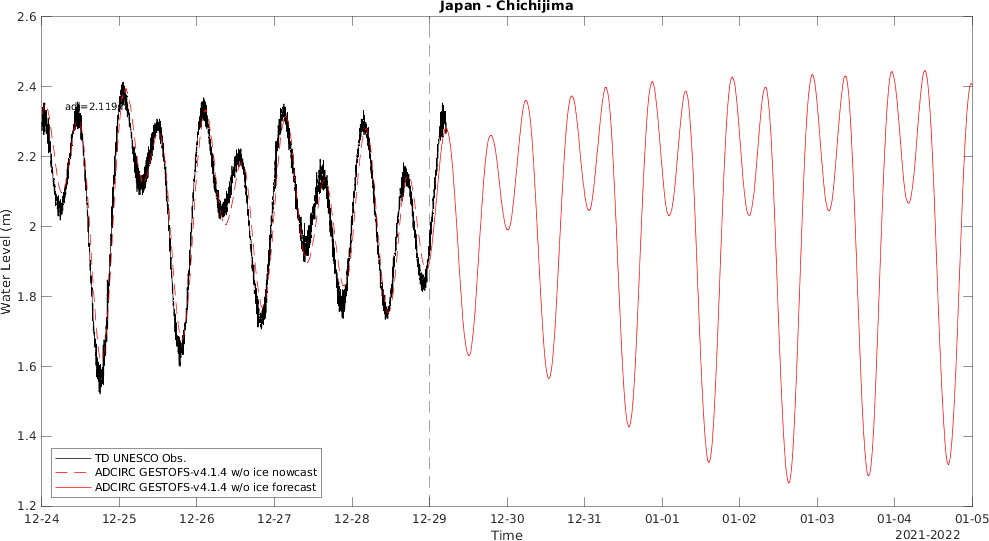 Japan - Chichijima
2.6
2.4
2.2
2
1.8
1.6
1.4
1.2
Water Level (m)
TD UNESCO Obs.
ADCIRC GESTOFS-v4.1.4 w/o ice nowcast
ADCIRC GESTOFS-v4.1.4 w/o ice forecast
12-24 12-25 12-26 12-27 12-28 12-29 12-30 12-31 01-01 01-02 01-03 01-04 01-05
Time
2021-2022